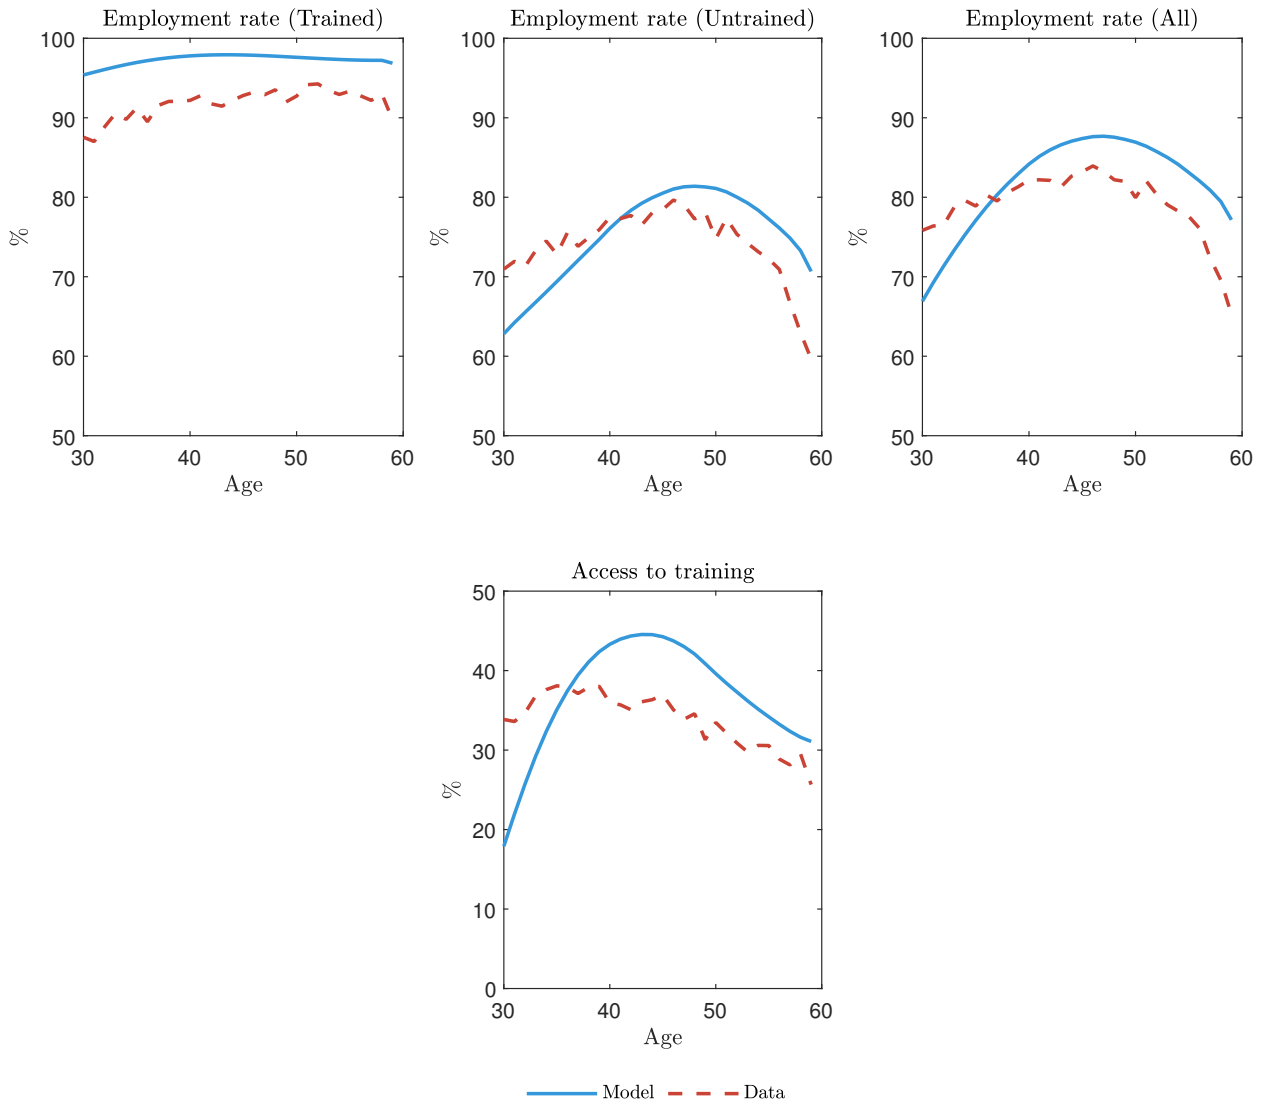 Employment rate (Trained)
100
90
80
70
60
50
%
30 40 50 60
Age
Employment rate (Untrained)
100
90
80
70
60
50
%
30 40 50 60
Age
Employment rate (All)
100
90
80
70
60
50
%
30 40 50 60
Age
Access to training
50
40
30
20
10
0
%
30 40 50 60
Age
Model Data